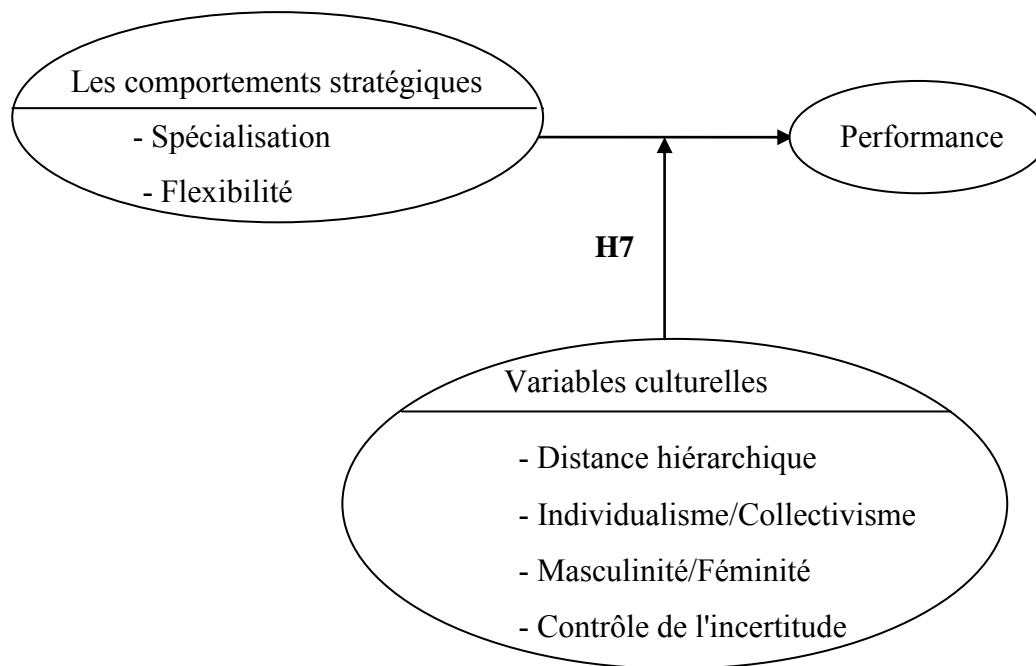 Les comportements stratégiques
- Spécialisation
- Flexibilité
Performance
H7
Variables culturelles
- Distance hiérarchique
- Individualisme/Collectivisme
- Masculinité/Féminité
- Contrôle de l'incertitude